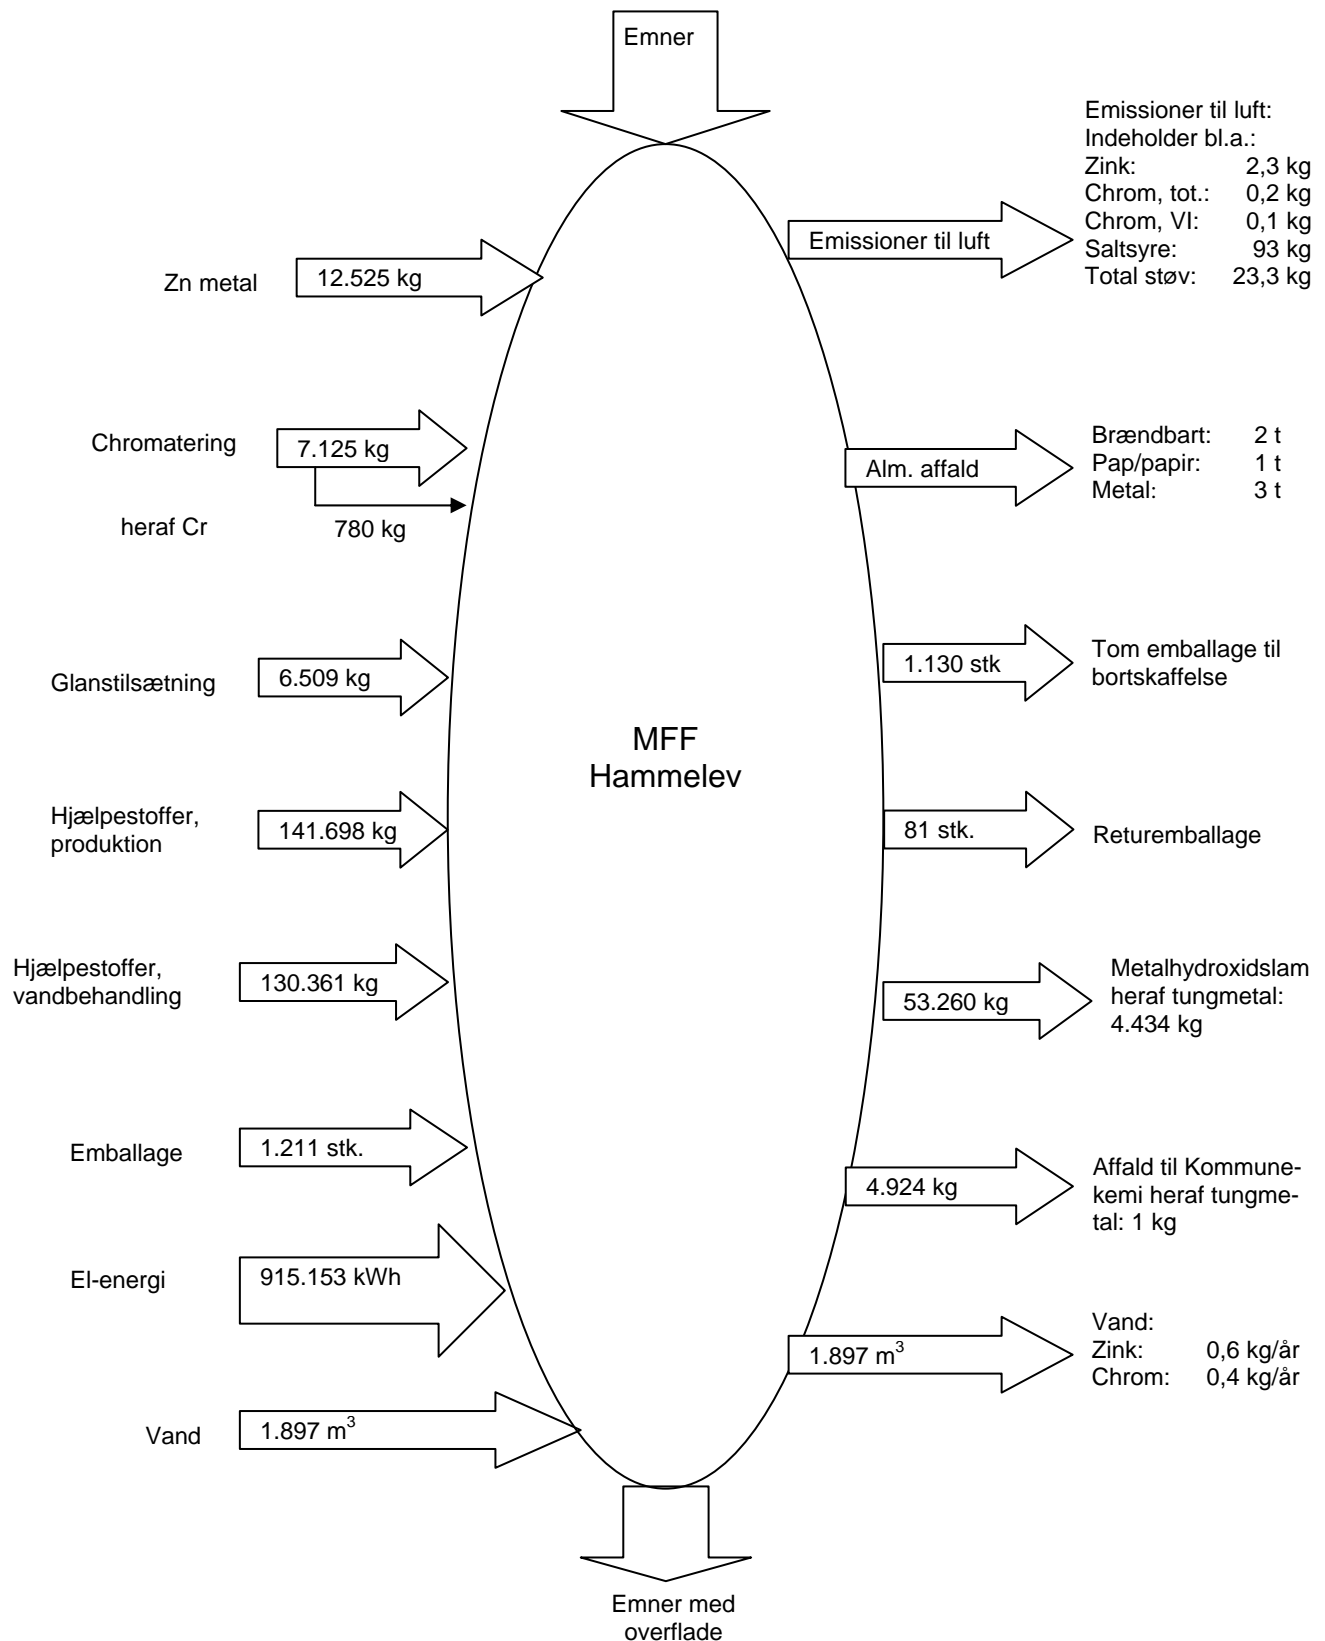 Emner
Emissioner til luft:
Indeholder bl.a.:
Zink: 2,3 kg
Chrom, tot.: 0,2 kg
Chrom, VI: 0,1 kg
Saltsyre: 93 kg
Total støv: 23,3 kg
Emissioner til luft
Zn metal
12.525 kg
Chromatering
7.125 kg
heraf Cr
780 kg
Alm. affald
Brændbart: 2 t
Pap/papir: 1 t
Metal: 3 t
Glanstilsætning
6.509 kg
1.130 stk
Tom emballage til
bortskaffelse
MFF
Hammelev
Hjælpestoffer,
produktion
141.698 kg
81 stk.
Returemballage
Hjælpestoffer,
vandbehandling
130.361 kg
53.260 kg
Metalhydroxidslam
heraf tungmetal:
4.434 kg
Emballage
1.211 stk.
4.924 kg
Affald til Kommune-
kemi heraf tungme-
tal: 1 kg
El-energi
915.153 kWh
1.897 m³
Vand:
Zink: 0,6 kg/år
Chrom: 0,4 kg/år
Vand
1.897 m³
Emner med
overflade